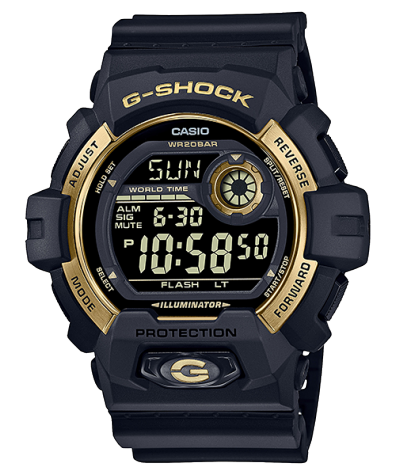 G-SHOCK
CASIO
WR20BAR
ADJUST
HOLD SET
REVERSE
SPLIT/RESET
SUN
WORLD TIME
ALM
SIG
MUTE
6-30
P 10:58 50
SELECT
MODE
START/STOP
FORWARD
FLASH LT
ILLUMINATOR
PROTECTION
G